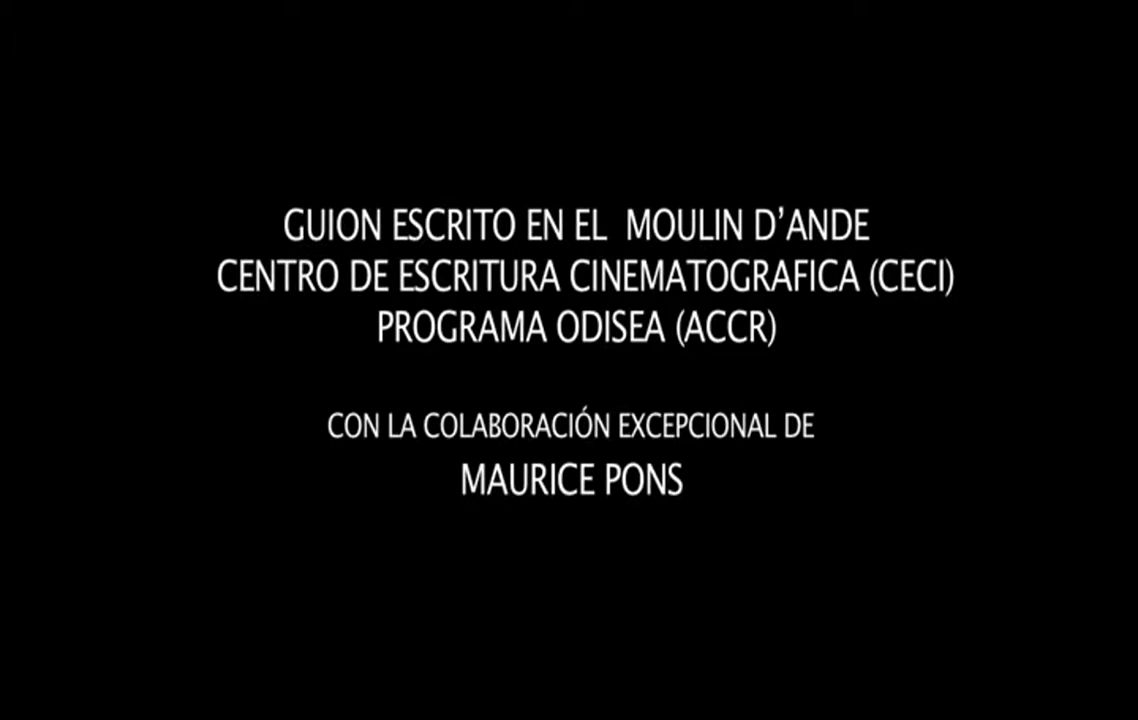 GUION ESCRITO EN EL MOULIN D'ANDE
CENTRO DE ESCRITURA CINEMATOGRAFICA (CECI)
PROGRAMA ODISEA (ACCR)
CON LA COLABORACIÓN EXCEPCIONAL DE
MAURICE PONS